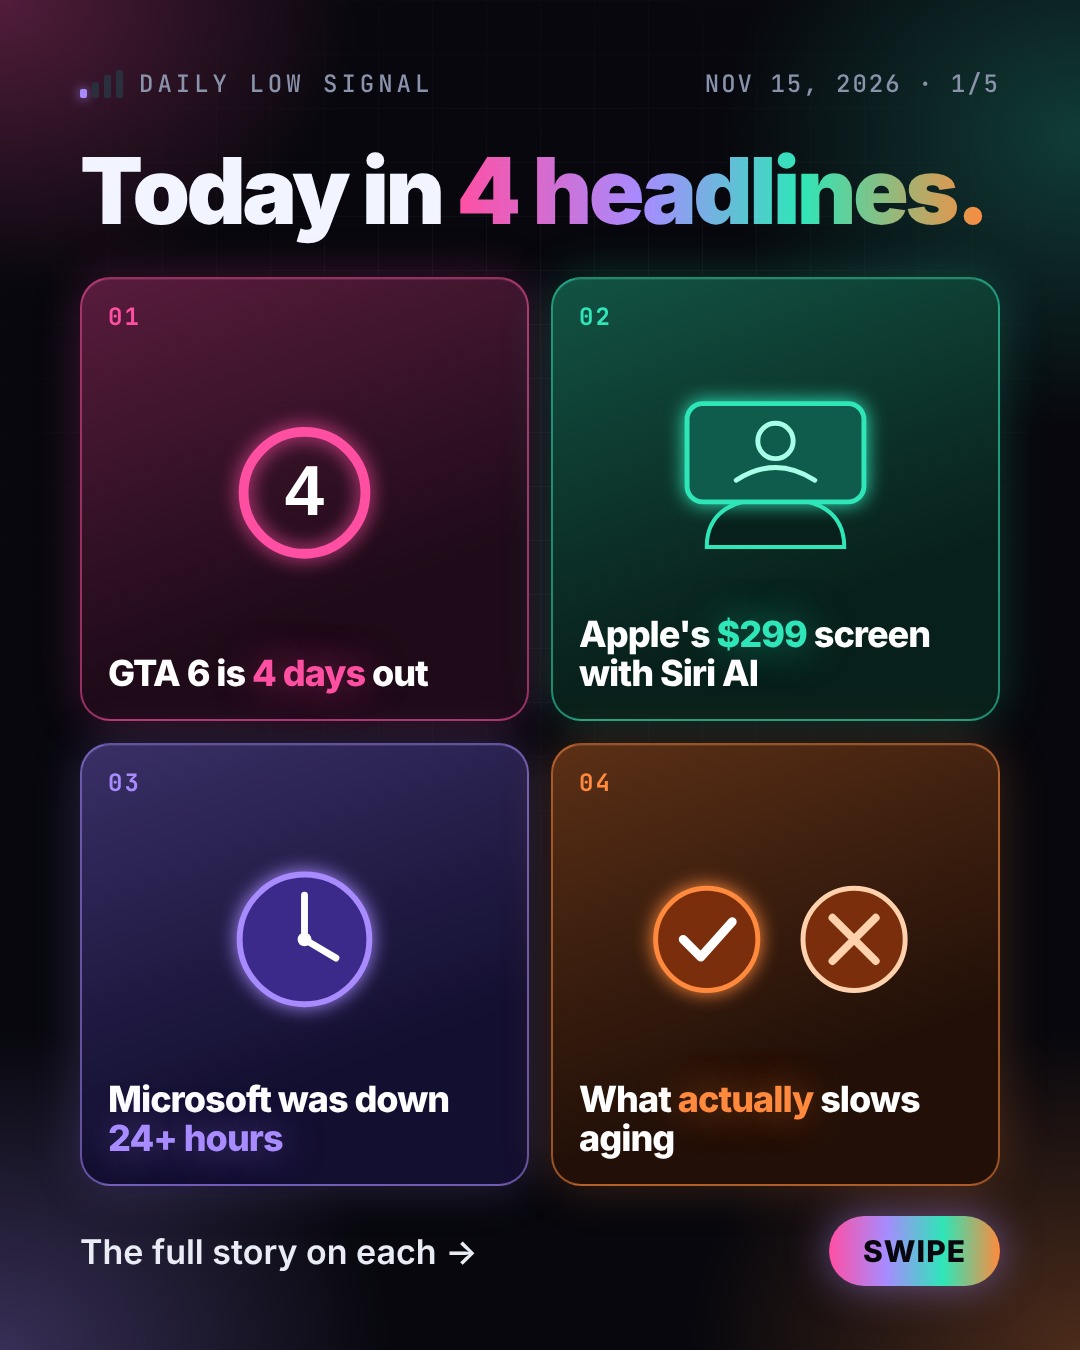 DAILY LOW SIGNAL
NOV 15, 2026 · 1/5
Today in 4 headlines.
01
4
GTA 6 is 4 days out
02
Apple's $299 screen
with Siri AI
03
Microsoft was down
24+ hours
04
What actually slows
aging
The full story on each →
SWIPE